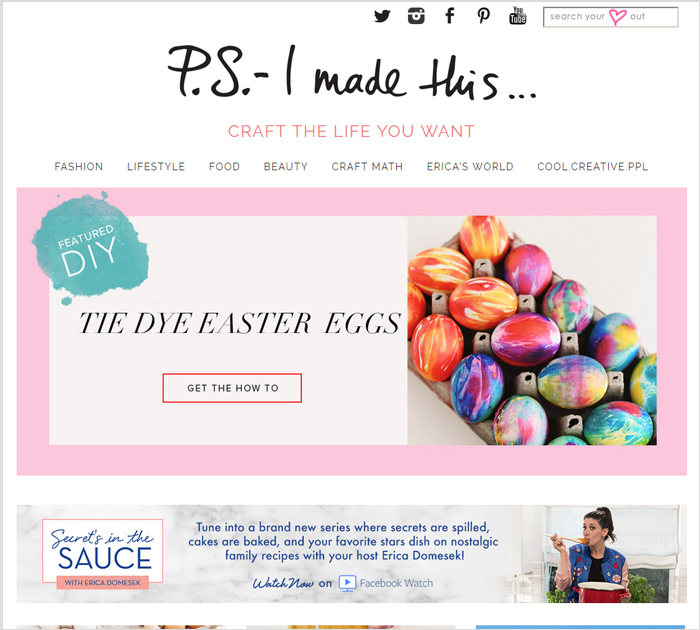 You
Tube
search your out
P.S.- I made this...
CRAFT THE LIFE YOU WANT
FASHION LIFESTYLE FOOD BEAUTY CRAFT MATH ERICA'S WORLD COOL.CREATIVE.PPL
FEATURED
DIY
TIE DYE EASTER EGGS
GET THE HOW TO
Secret's in the
SAUCE
WITH ERICA DOMESEK
Tune into a brand new series where secrets are spilled,
cakes are baked, and your favorite stars dish on nostalgic
family recipes with your host Erica Domesek!
Watch Now on Facebook Watch